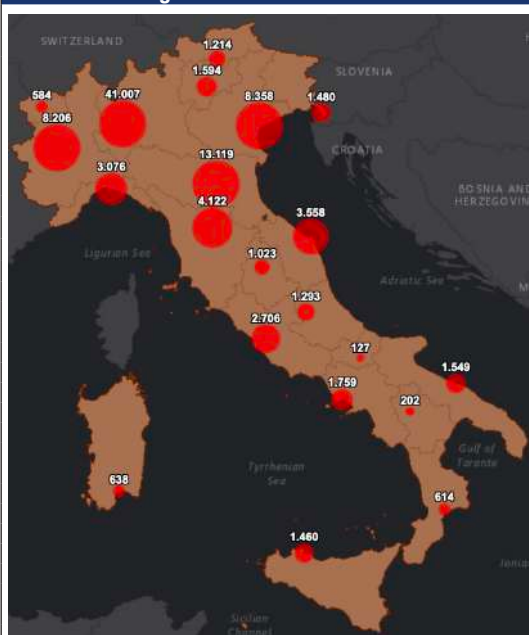 SWITZERLAND
1.214
1.594
SLOVENIA
584
41.007
8.358
1.480
8.206
CROATIA
3.076
13.119
BOSNIA AND
HERZEGOVIN
4.122
3.558
Ligurian Sea
1.023
Adriatic Sea
1.293
2.706
127
1.549
1.759
202
Gulf of
Taranto
Tyrrhenian
Sea
638
614
1.460
Ionia
Sicilian
Channel